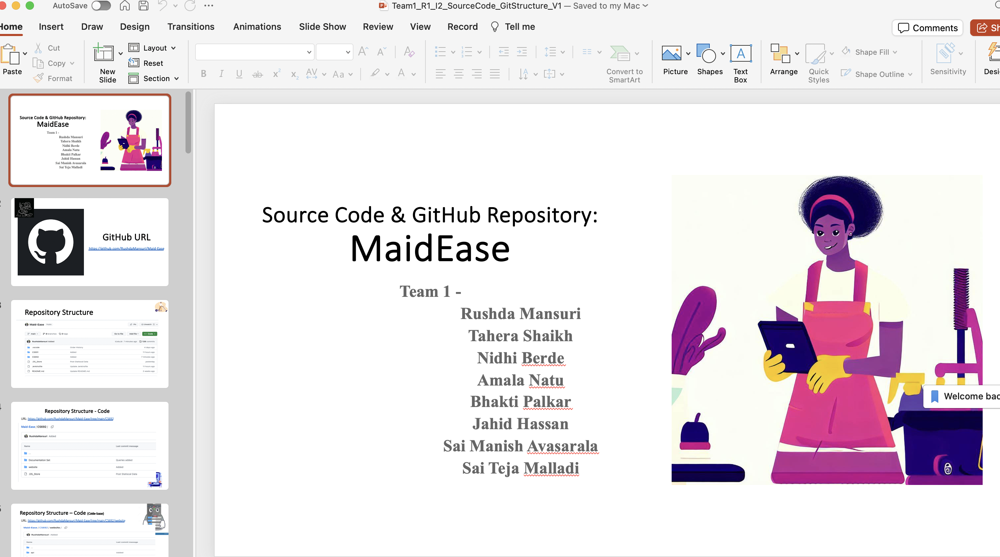 AutoSave
Team1_R1_I2_SourceCode_GitStructure_V1 — Saved to my Mac
Home Insert Draw Design Transitions Animations Slide Show Review View Record Tell me
Comments
Paste
Cut
Copy
Format
New Slide
Layout
Reset
Section
Convert to SmartArt
Picture
Shapes
Text Box
Arrange
Quick Styles
Shape Fill
Shape Outline
Sensitivity
Source Code & GitHub Repository:
MaidEase
Team 1 -
Rushda Mansuri
Tahera Shaikh
Nidhi Berde
Amala Natu
Bhakti Palkar
Jahid Hassan
Sai Manish Avasarala
Sai Teja Malladi
GitHub URL
https://github.com/RushdaMansuri/Maid-Ease
Repository Structure
Maid-Ease Public
Pin Unwatch 1
main 8 branches 0 tags
Go to file Add file Code
RushdaMansuri Added
7 minutes ago 139 commits
.vscode Order History 4 days ago
CS691 Added 11 hours ago
CS692 Added 7 minutes ago
.DS_Store Post Statiscal Data yesterday
Jenkinsfile Update Jenkinsfile 11 hours ago
README.md Update README.md 3 weeks ago
Repository Structure - Code
URL: https://github.com/RushdaMansuri/Maid-Ease/tree/main/CS692
Maid-Ease / CS692 /
RushdaMansuri Added
Name Last commit message
..
Documentation Set Queries added
website Added
.DS_Store Post Statiscal Data
Repository Structure – Code (Code-base)
URL: https://github.com/RushdaMansuri/Maid-Ease/tree/main/CS692/website
Maid-Ease / CS692 / website /
RushdaMansuri Added
Name Last commit message
..
api Added
Source Code & GitHub Repository:
MaidEase
Team 1 -
Rushda Mansuri
Tahera Shaikh
Nidhi Berde
Amala Natu
Bhakti Palkar
Jahid Hassan
Sai Manish Avasarala
Sai Teja Malladi
Welcome bac